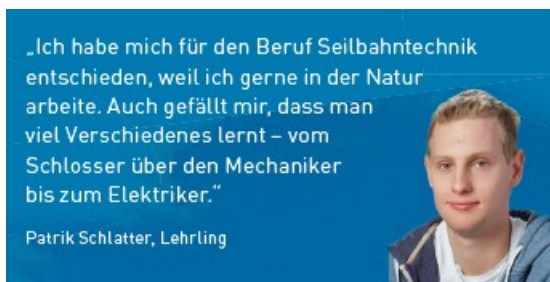 „Ich habe mich für den Beruf Seilbahntechnik
entschieden, weil ich gerne in der Natur
arbeite. Auch gefällt mir, dass man
viel Verschiedenes lernt – vom
Schlosser über den Mechaniker
bis zum Elektriker.“
Patrik Schlatter, Lehrling